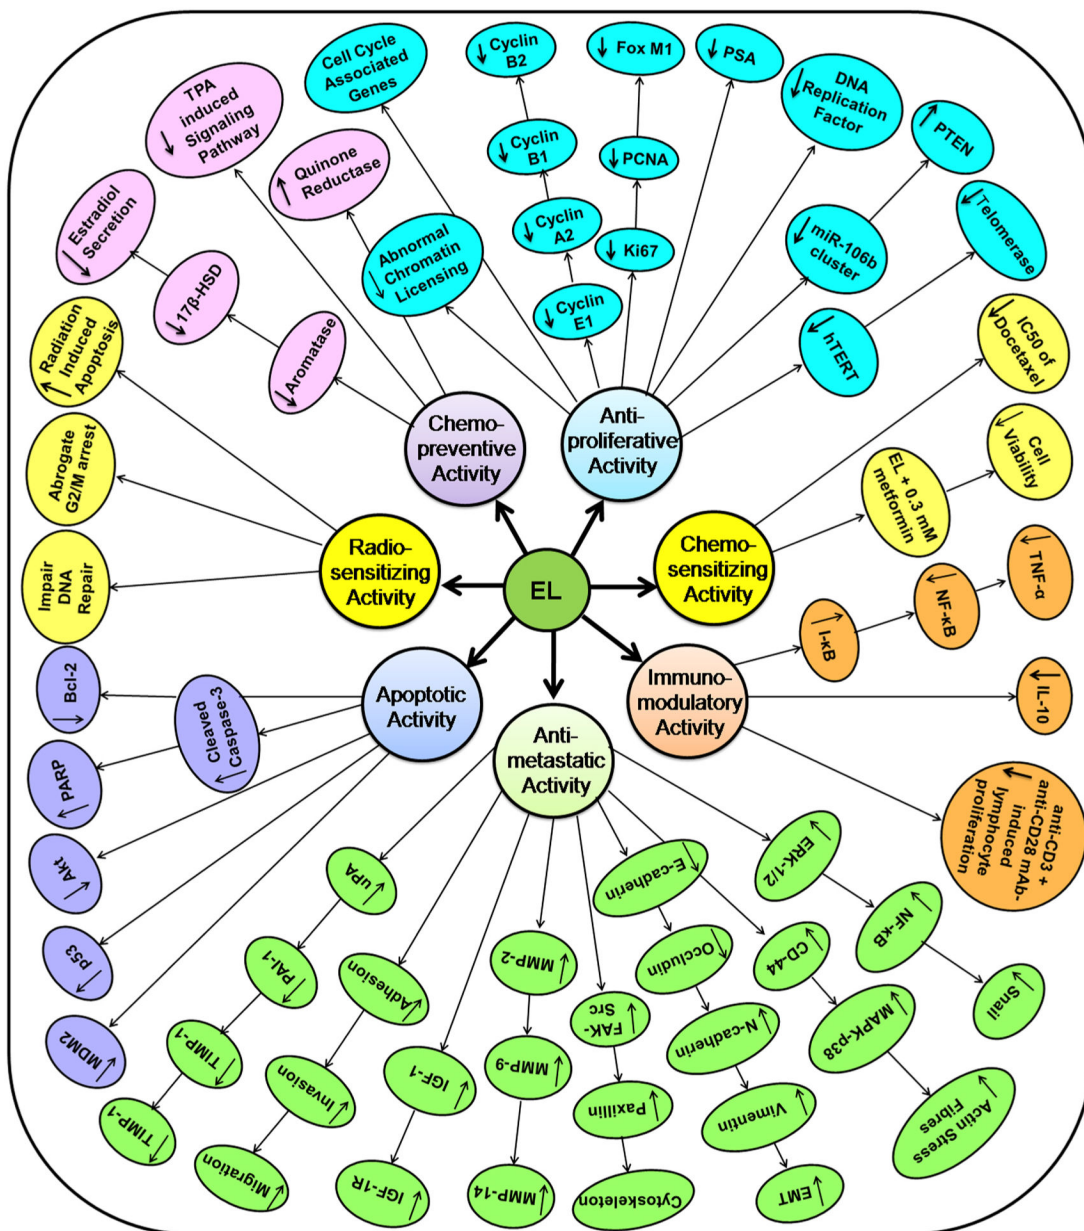 Cell Cycle
Associated
Genes
↓ Cyclin
B2
↓ Fox M1
↓ PSA
↓ DNA
Replication
Factor
↑ PTEN
TPA
induced
↓ Signaling
Pathway
↑ Quinone
Reductase
↓ Cyclin
B1
↓ PCNA
↓ Telomerase
↓ Estradiol
Secretion
Abnormal
↓ Chromatin
Licensing
↓ Cyclin
A2
↓ Ki67
↓ miR-106b
cluster
↓ 17β-HSD
↓ Cyclin
E1
↓ hTERT
↓ IC50 of
Docetaxel
↑ Radiation
Induced
Apoptosis
↓ Aromatase
Chemo-
preventive
Activity
Anti-
proliferative
Activity
↓ Cell
Viability
Abrogate
G2/M arrest
EL + 0.3 mM
metformin
Radio-
sensitizing
Activity
EL
Chemo-
sensitizing
Activity
↓ TNF-α
Impair
DNA
Repair
↑ I-κB
↓ NF-κB
↓ Bcl-2
↓ Cleaved
Caspase-3
Apoptotic
Activity
Immuno-
modulatory
Activity
↓ IL-10
Anti-
metastatic
Activity
↓ PARP
↓ anti-CD3 +
anti-CD28 mAb-
induced
lymphocyte
proliferation
↑ Akt
↓ uPA
E-cadherin
ERK-1/2
p53
PAI-1
Adhesion
MMP-2
Occludin
CD-44
NF-κB
MDM2
TIMP-1
Invasion
IGF-1
MMP-9
FAK-
Src
N-cadherin
MAPK-p38
Snail
TIMP-1
Migration
IGF-1R
MMP-14
Paxillin
Vimentin
Actin Stress
Fibres
Cytoskeleton
EMT